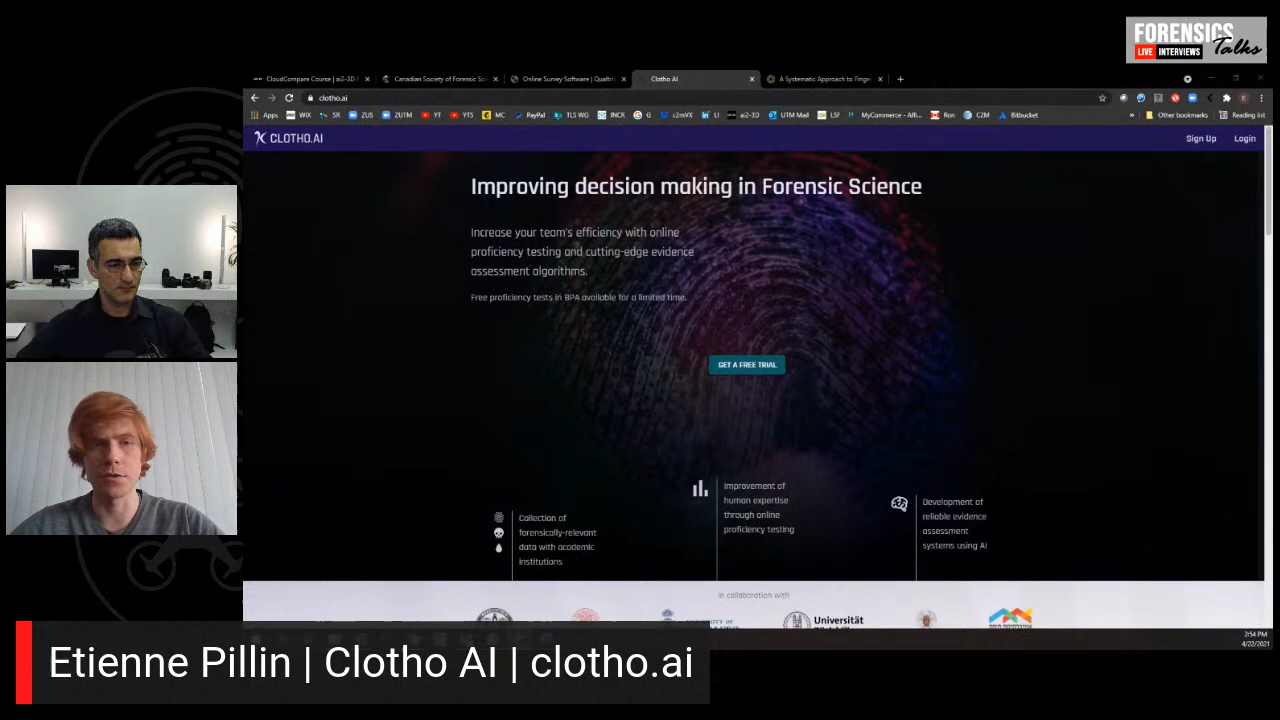 FORENSICS
LIVE INTERVIEWS Talks
CloudCompare Course | ai2-3D
Canadian Society of Forensic Sci
Online Survey Software | Qualtri
Clotho AI
A Systematic Approach to Finger
clotho.ai
Apps WIX SR ZUS ZUTM YT YTS MC PayPal TLS WG INCR G c2mVX LI ai2-3D UTM Mail LSF MyCommerce - Affi... Ron C2M Bitbucket » Other bookmarks Reading list
CLOTHO.AI
Sign Up Login
Improving decision making in Forensic Science
Increase your team's efficiency with online
proficiency testing and cutting-edge evidence
assessment algorithms.
Free proficiency tests in BPA available for a limited time.
GET A FREE TRIAL
Collection of
forensically-relevant
data with academic
institutions
Improvement of
human expertise
through online
proficiency testing
Development of
reliable evidence
assessment
systems using AI
in collaboration with
Universität
2:54 PM
4/22/2021
Etienne Pillin | Clotho AI | clotho.ai